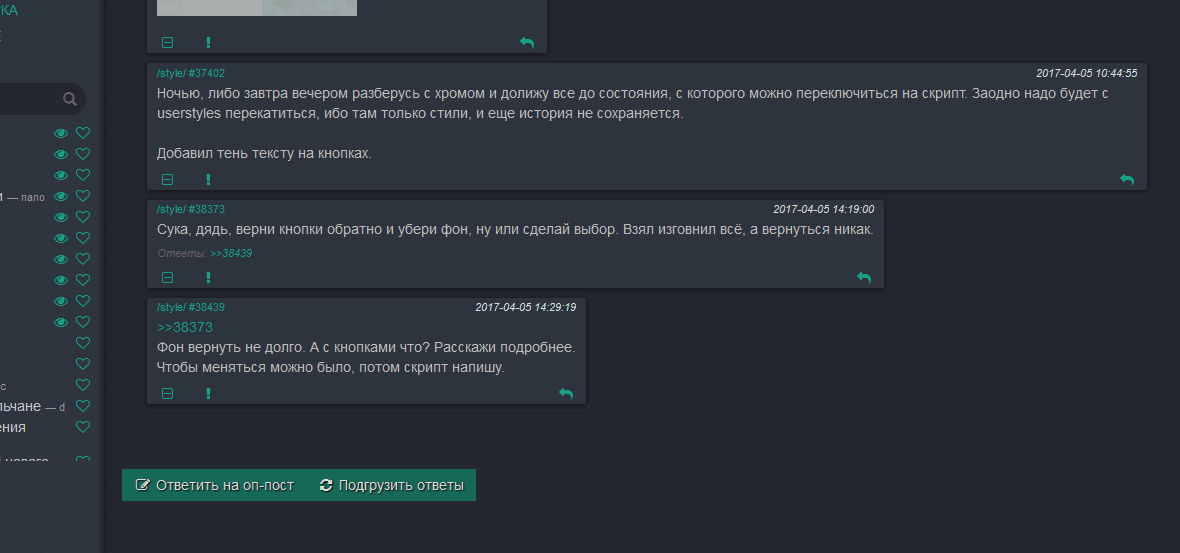 РКА
/style/ #37402 2017-04-05 10:44:55
Ночью, либо завтра вечером разберусь с хромом и долижу все до состояния, с которого можно переключиться на скрипт. Заодно надо будет с
userstyles перекатиться, ибо там только стили, и еще история не сохраняется.
Добавил тень тексту на кнопках.
— nano
/style/ #38373 2017-04-05 14:19:00
Сука, дядь, верни кнопки обратно и убери фон, ну или сделай выбор. Взял изговнил всё, а вернуться никак.
Ответы: >>38439
/style/ #38439 2017-04-05 14:29:19
>>38373
Фон вернуть не долго. А с кнопками что? Расскажи подробнее.
Чтобы меняться можно было, потом скрипт напишу.
с
льчане — d
ения
Ответить на оп-пост Подгрузить ответы